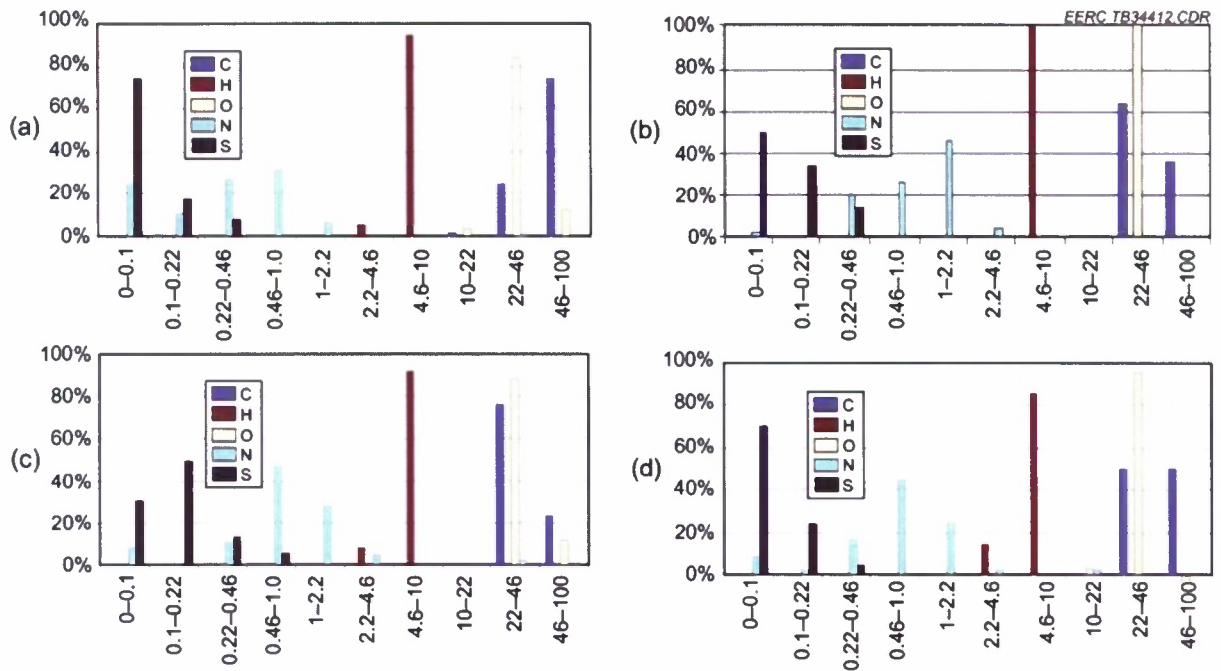 EERC TB34412.CDR
(a)
100%
80%
60%
40%
20%
0%
C
H
O
N
S
0–0.1
0.1–0.22
0.22–0.46
0.46–1.0
1–2.2
2.2–4.6
4.6–10
10–22
22–46
46–100
(b)
100%
80%
60%
40%
20%
0%
C
H
O
N
S
0–0.1
0.1–0.22
0.22–0.46
0.46–1.0
1–2.2
2.2–4.6
4.6–10
10–22
22–46
46–100
(c)
100%
80%
60%
40%
20%
0%
C
H
O
N
S
0–0.1
0.1–0.22
0.22–0.46
0.46–1.0
1–2.2
2.2–4.6
4.6–10
10–22
22–46
46–100
(d)
100%
80%
60%
40%
20%
0%
C
H
O
N
S
0–0.1
0.1–0.22
0.22–0.46
0.46–1.0
1–2.2
2.2–4.6
4.6–10
10–22
22–46
46–100